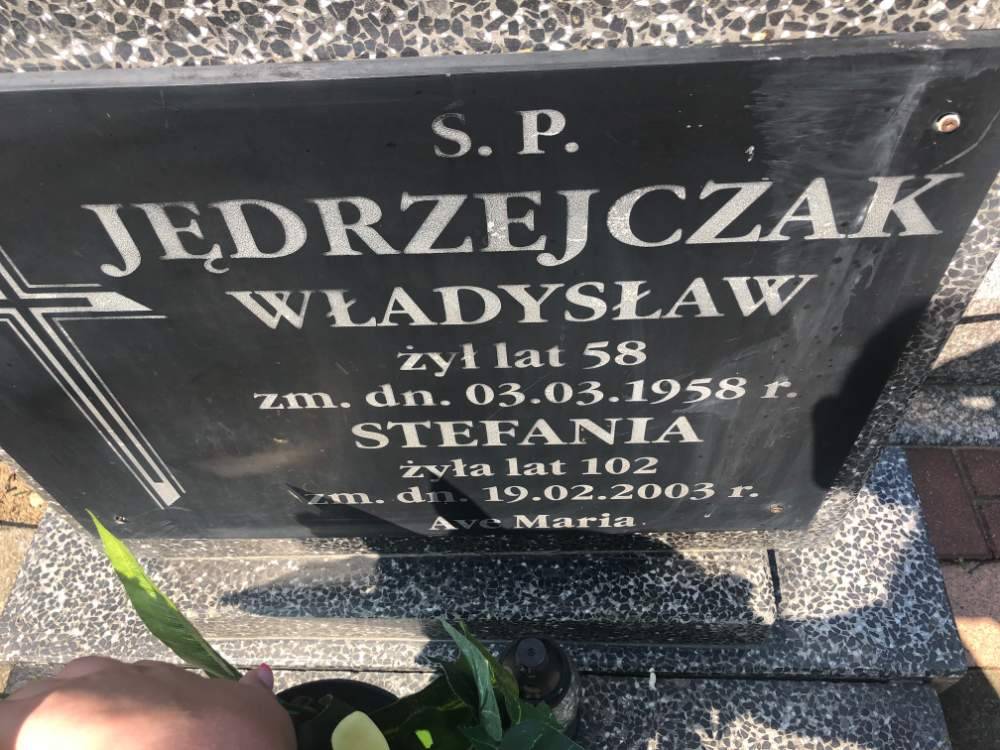 Ś. P.
JĘDRZEJCZAK
WŁADYSŁAW
żył lat 58
zm. dn. 03.03.1958 r.
STEFANIA
żyła lat 102
zm. dn. 19.02.2003 r.
Ave Maria